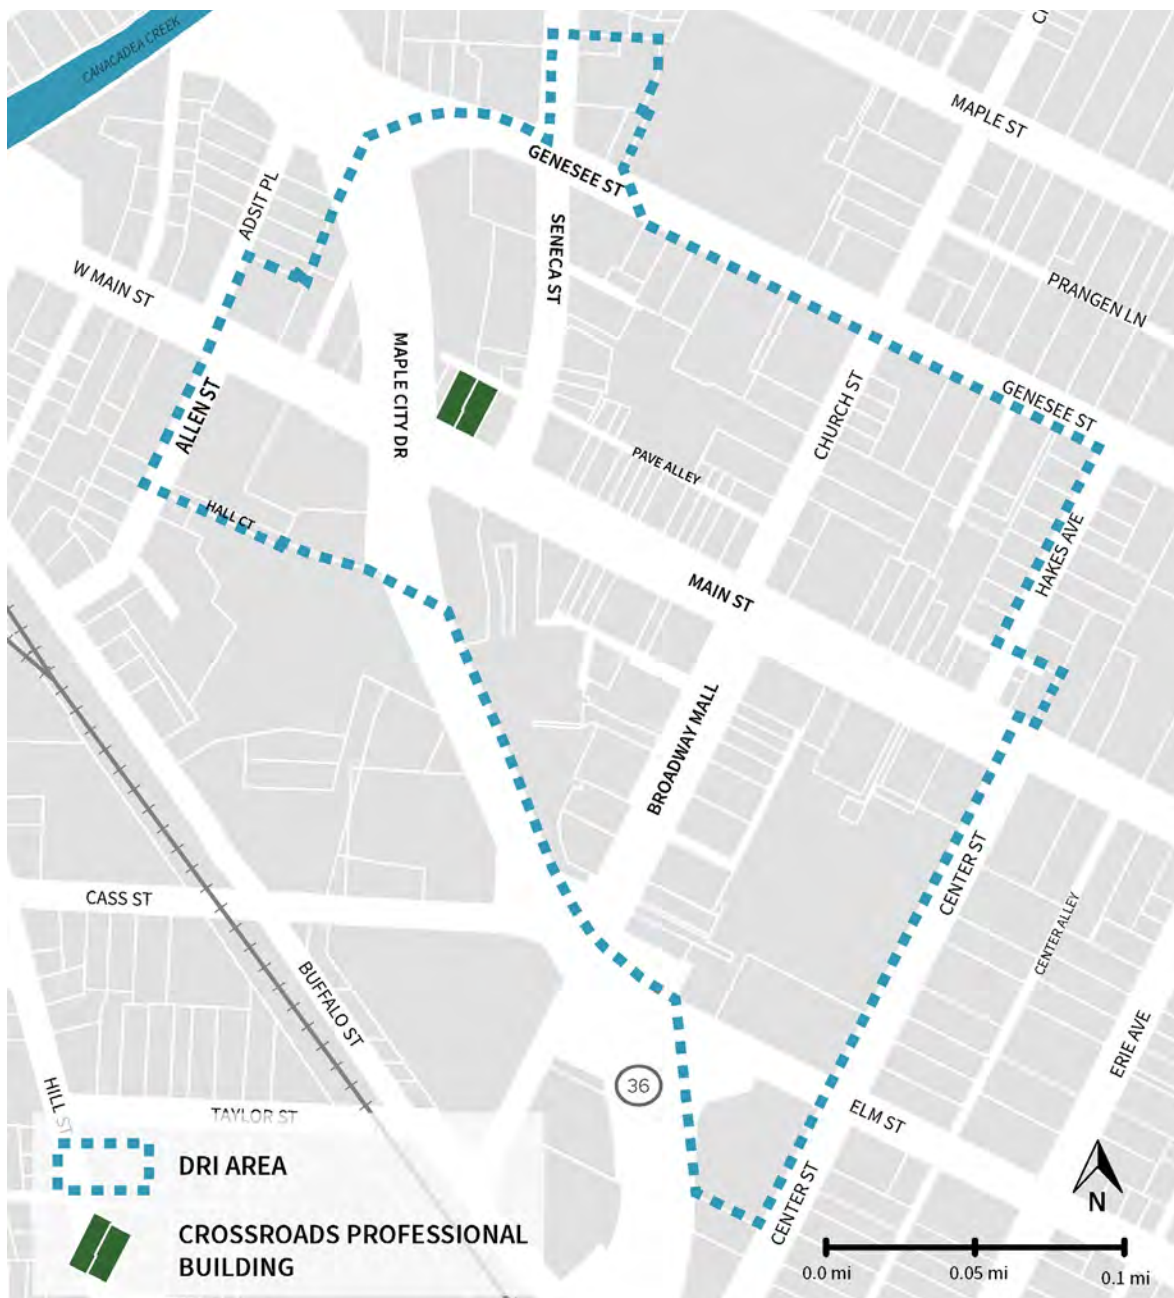 CANACADEA CREEK
MAPLE ST
GENESEE ST
ADSIT PL
SENECA ST
W MAIN ST
PRANGEN LN
MAPLE CITY DR
ALLEN ST
GENESEE ST
CHURCH ST
PAVE ALLEY
HALL CT
HAKES AVE
MAIN ST
BROADWAY MALL
CENTER ST
CASS ST
CENTER ALLEY
BUFFALO ST
ERIE AVE
36
HILL ST
TAYLOR ST
ELM ST
CENTER ST
DRI AREA
CROSSROADS PROFESSIONAL
BUILDING
N
0.0 mi
0.05 mi
0.1 mi